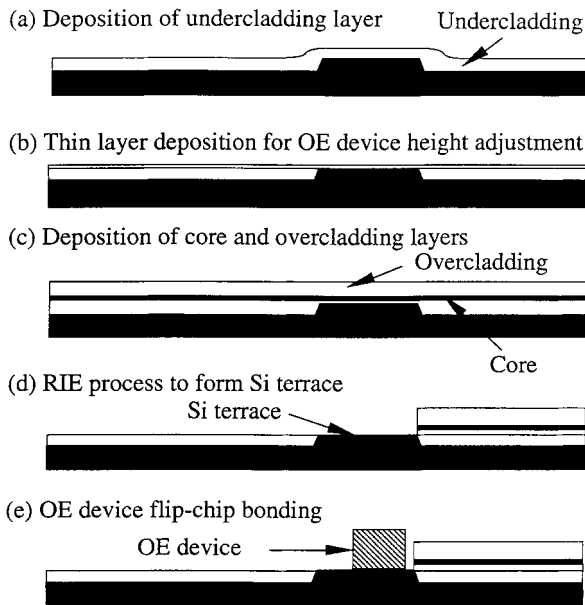 (a) Deposition of undercladding layer
Undercladding
(b) Thin layer deposition for OE device height adjustment
(c) Deposition of core and overcladding layers
Overcladding
Core
(d) RIE process to form Si terrace
Si terrace
(e) OE device flip-chip bonding
OE device